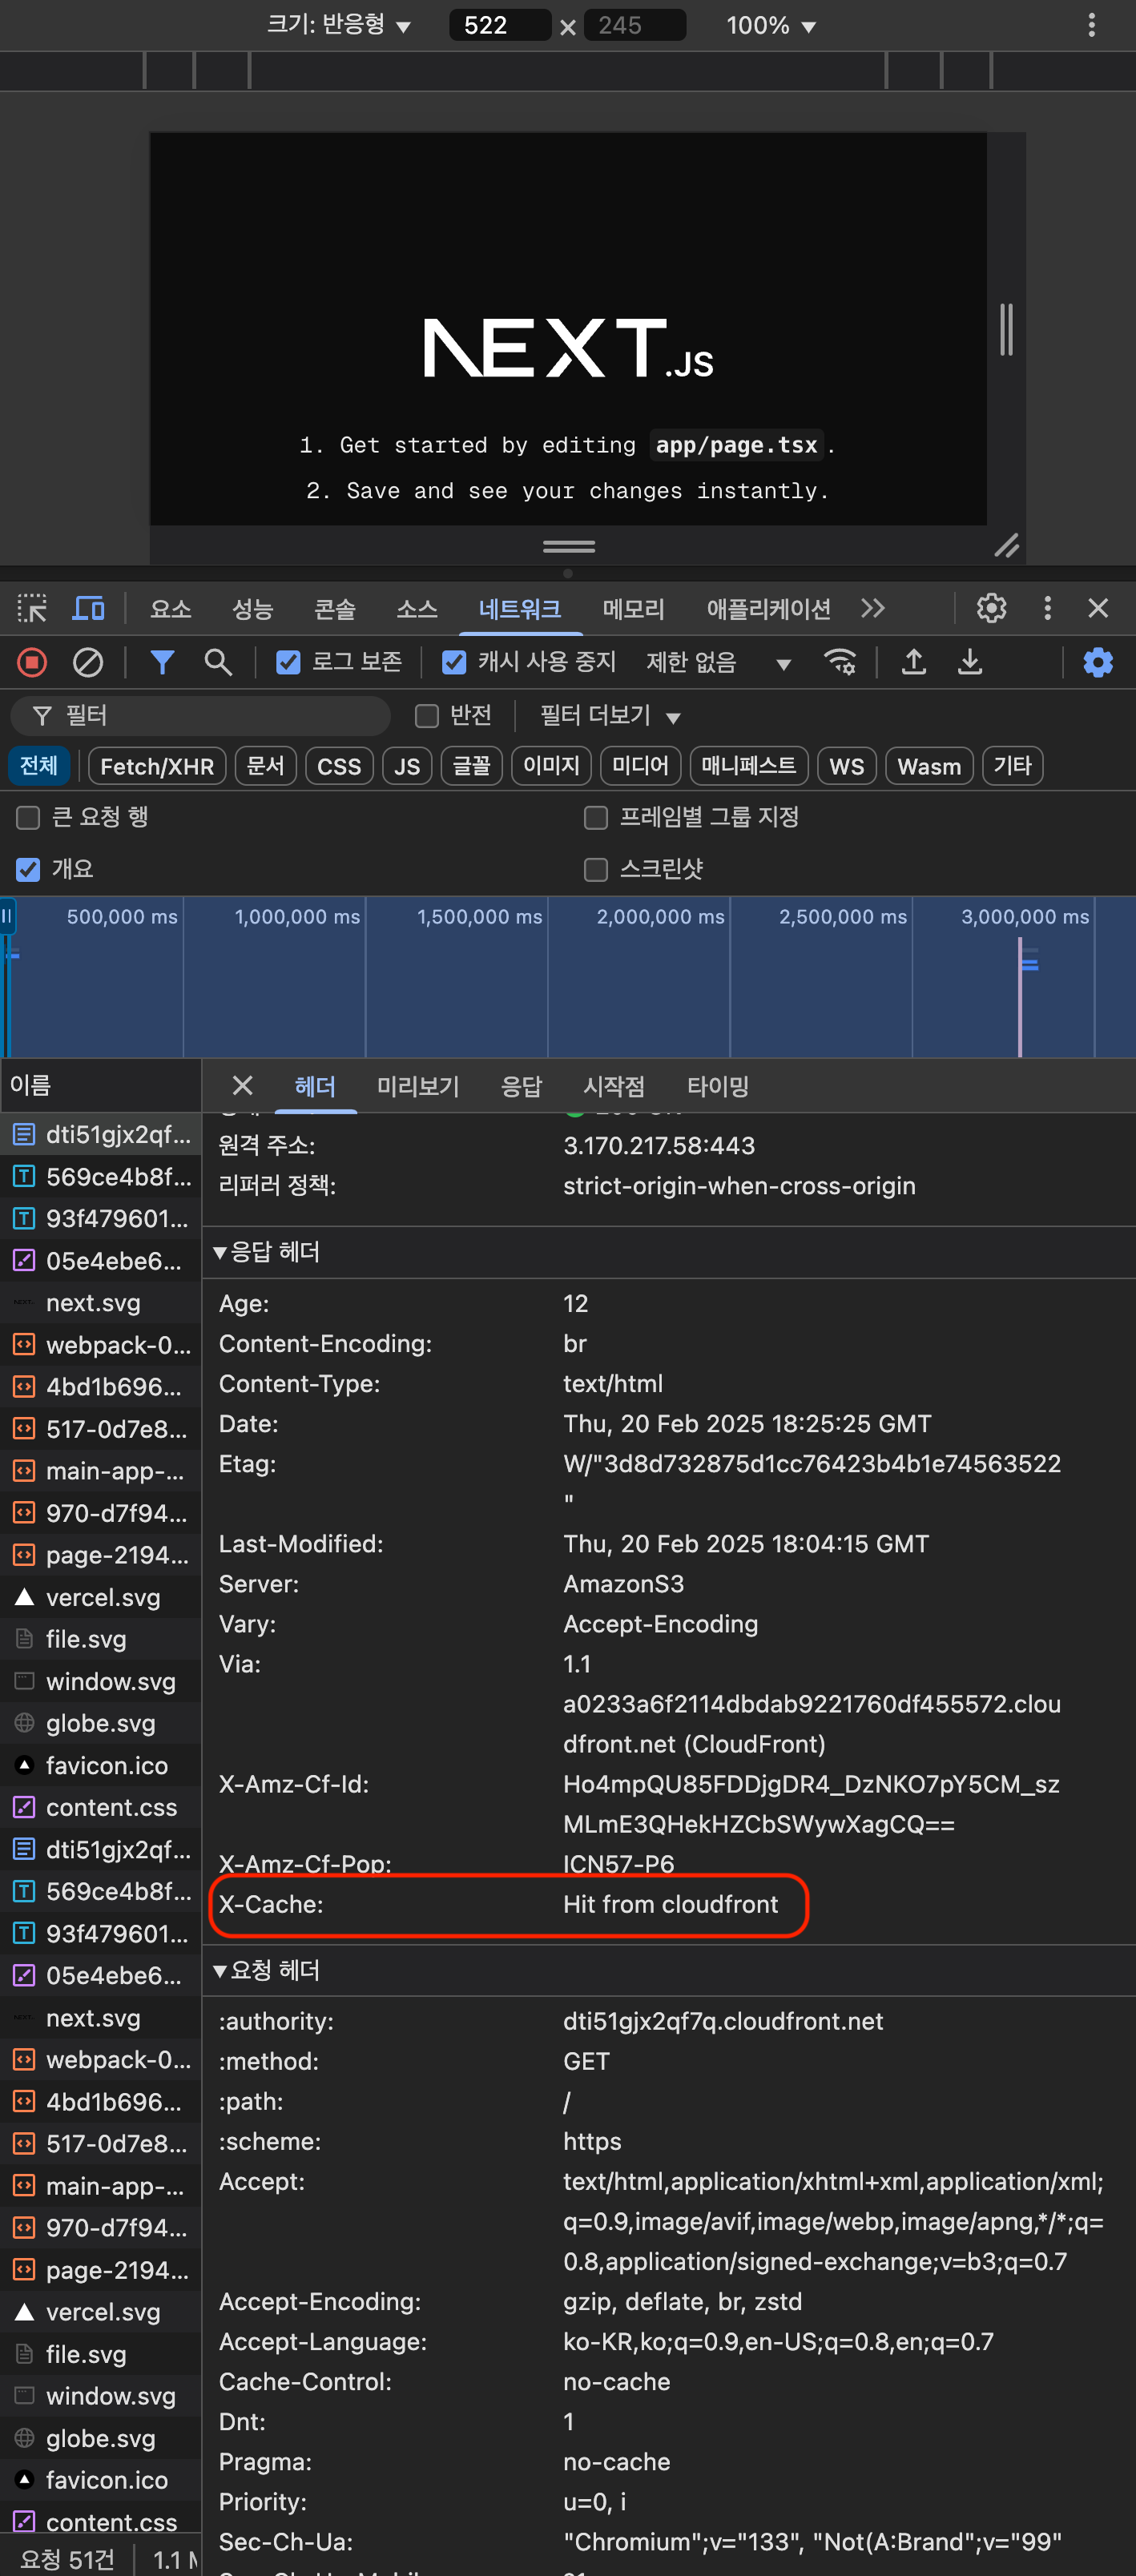 크기: 반응형 522 × 245 100%
NEXT.JS
1. Get started by editing app/page.tsx.
2. Save and see your changes instantly.
요소 성능 콘솔 소스 네트워크 메모리 애플리케이션
로그 보존 캐시 사용 중지 제한 없음
필터 반전 필터 더보기
전체 Fetch/XHR 문서 CSS JS 글꼴 이미지 미디어 매니페스트 WS Wasm 기타
큰 요청 행 프레임별 그룹 지정
개요 스크린샷
500,000 ms 1,000,000 ms 1,500,000 ms 2,000,000 ms 2,500,000 ms 3,000,000 ms
이름
dti51gjx2qf...
569ce4b8f...
93f479601...
05e4ebe6...
next.svg
webpack-0...
4bd1b696...
517-0d7e8...
main-app-...
970-d7f94...
page-2194...
vercel.svg
file.svg
window.svg
globe.svg
favicon.ico
content.css
dti51gjx2qf...
569ce4b8f...
93f479601...
05e4ebe6...
next.svg
webpack-0...
4bd1b696...
517-0d7e8...
main-app-...
970-d7f94...
page-2194...
vercel.svg
file.svg
window.svg
globe.svg
favicon.ico
content.css
요청 51건 1.1
헤더 미리보기 응답 시작점 타이밍
원격 주소: 3.170.217.58:443
리퍼러 정책: strict-origin-when-cross-origin
▼응답 헤더
Age: 12
Content-Encoding: br
Content-Type: text/html
Date: Thu, 20 Feb 2025 18:25:25 GMT
Etag: W/"3d8d732875d1cc76423b4b1e74563522
"
Last-Modified: Thu, 20 Feb 2025 18:04:15 GMT
Server: AmazonS3
Vary: Accept-Encoding
Via: 1.1
a0233a6f2114dbdab9221760df455572.clou
dfront.net (CloudFront)
X-Amz-Cf-Id: Ho4mpQU85FDDjgDR4_DzNKO7pY5CM_sz
MLmE3QHekHZCbSWywXagCQ==
X-Amz-Cf-Pop: ICN57-P6
X-Cache: Hit from cloudfront
▼요청 헤더
:authority: dti51gjx2qf7q.cloudfront.net
:method: GET
:path: /
:scheme: https
Accept: text/html,application/xhtml+xml,application/xml;
q=0.9,image/avif,image/webp,image/apng,*/*;q=
0.8,application/signed-exchange;v=b3;q=0.7
Accept-Encoding: gzip, deflate, br, zstd
Accept-Language: ko-KR,ko;q=0.9,en-US;q=0.8,en;q=0.7
Cache-Control: no-cache
Dnt: 1
Pragma: no-cache
Priority: u=0, i
Sec-Ch-Ua: "Chromium";v="133", "Not(A:Brand";v="99"